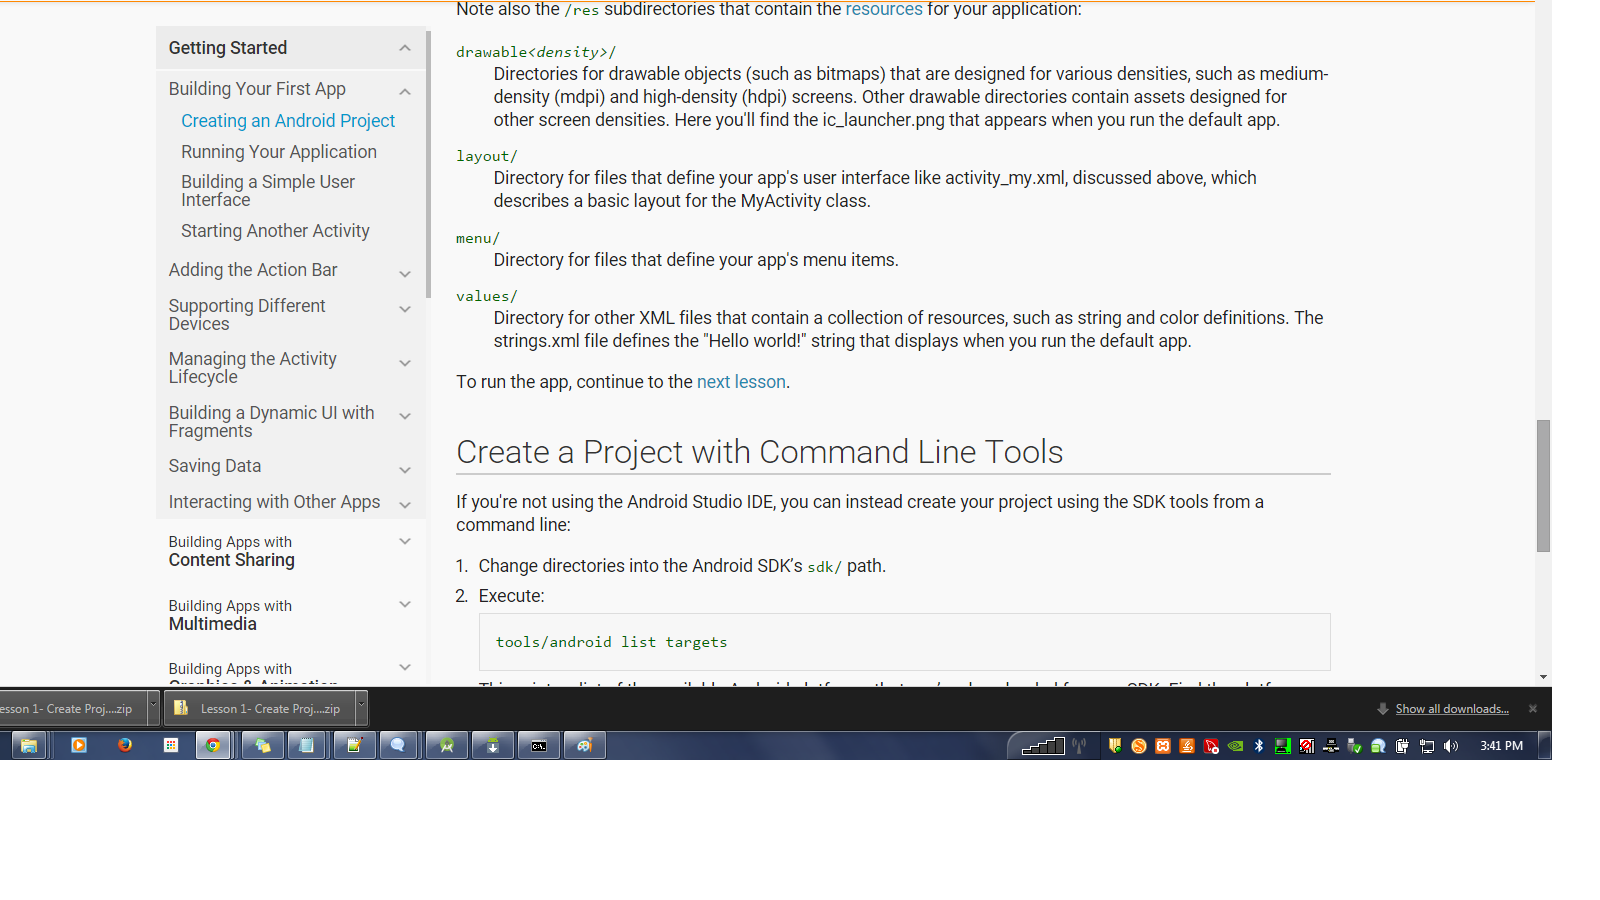 Note also the /res subdirectories that contain the resources for your application:
Getting Started
Building Your First App
Creating an Android Project
Running Your Application
Building a Simple User
Interface
Starting Another Activity
Adding the Action Bar
Supporting Different
Devices
Managing the Activity
Lifecycle
Building a Dynamic UI with
Fragments
Saving Data
Interacting with Other Apps
Building Apps with
Content Sharing
Building Apps with
Multimedia
Building Apps with
drawable<density>/
Directories for drawable objects (such as bitmaps) that are designed for various densities, such as medium-
density (mdpi) and high-density (hdpi) screens. Other drawable directories contain assets designed for
other screen densities. Here you'll find the ic_launcher.png that appears when you run the default app.
layout/
Directory for files that define your app's user interface like activity_my.xml, discussed above, which
describes a basic layout for the MyActivity class.
menu/
Directory for files that define your app's menu items.
values/
Directory for other XML files that contain a collection of resources, such as string and color definitions. The
strings.xml file defines the "Hello world!" string that displays when you run the default app.
To run the app, continue to the next lesson.
Create a Project with Command Line Tools
If you're not using the Android Studio IDE, you can instead create your project using the SDK tools from a
command line:
1. Change directories into the Android SDK’s sdk/ path.
2. Execute:
tools/android list targets
esson 1- Create Proj....zip
Lesson 1- Create Proj....zip
Show all downloads...
3:41 PM